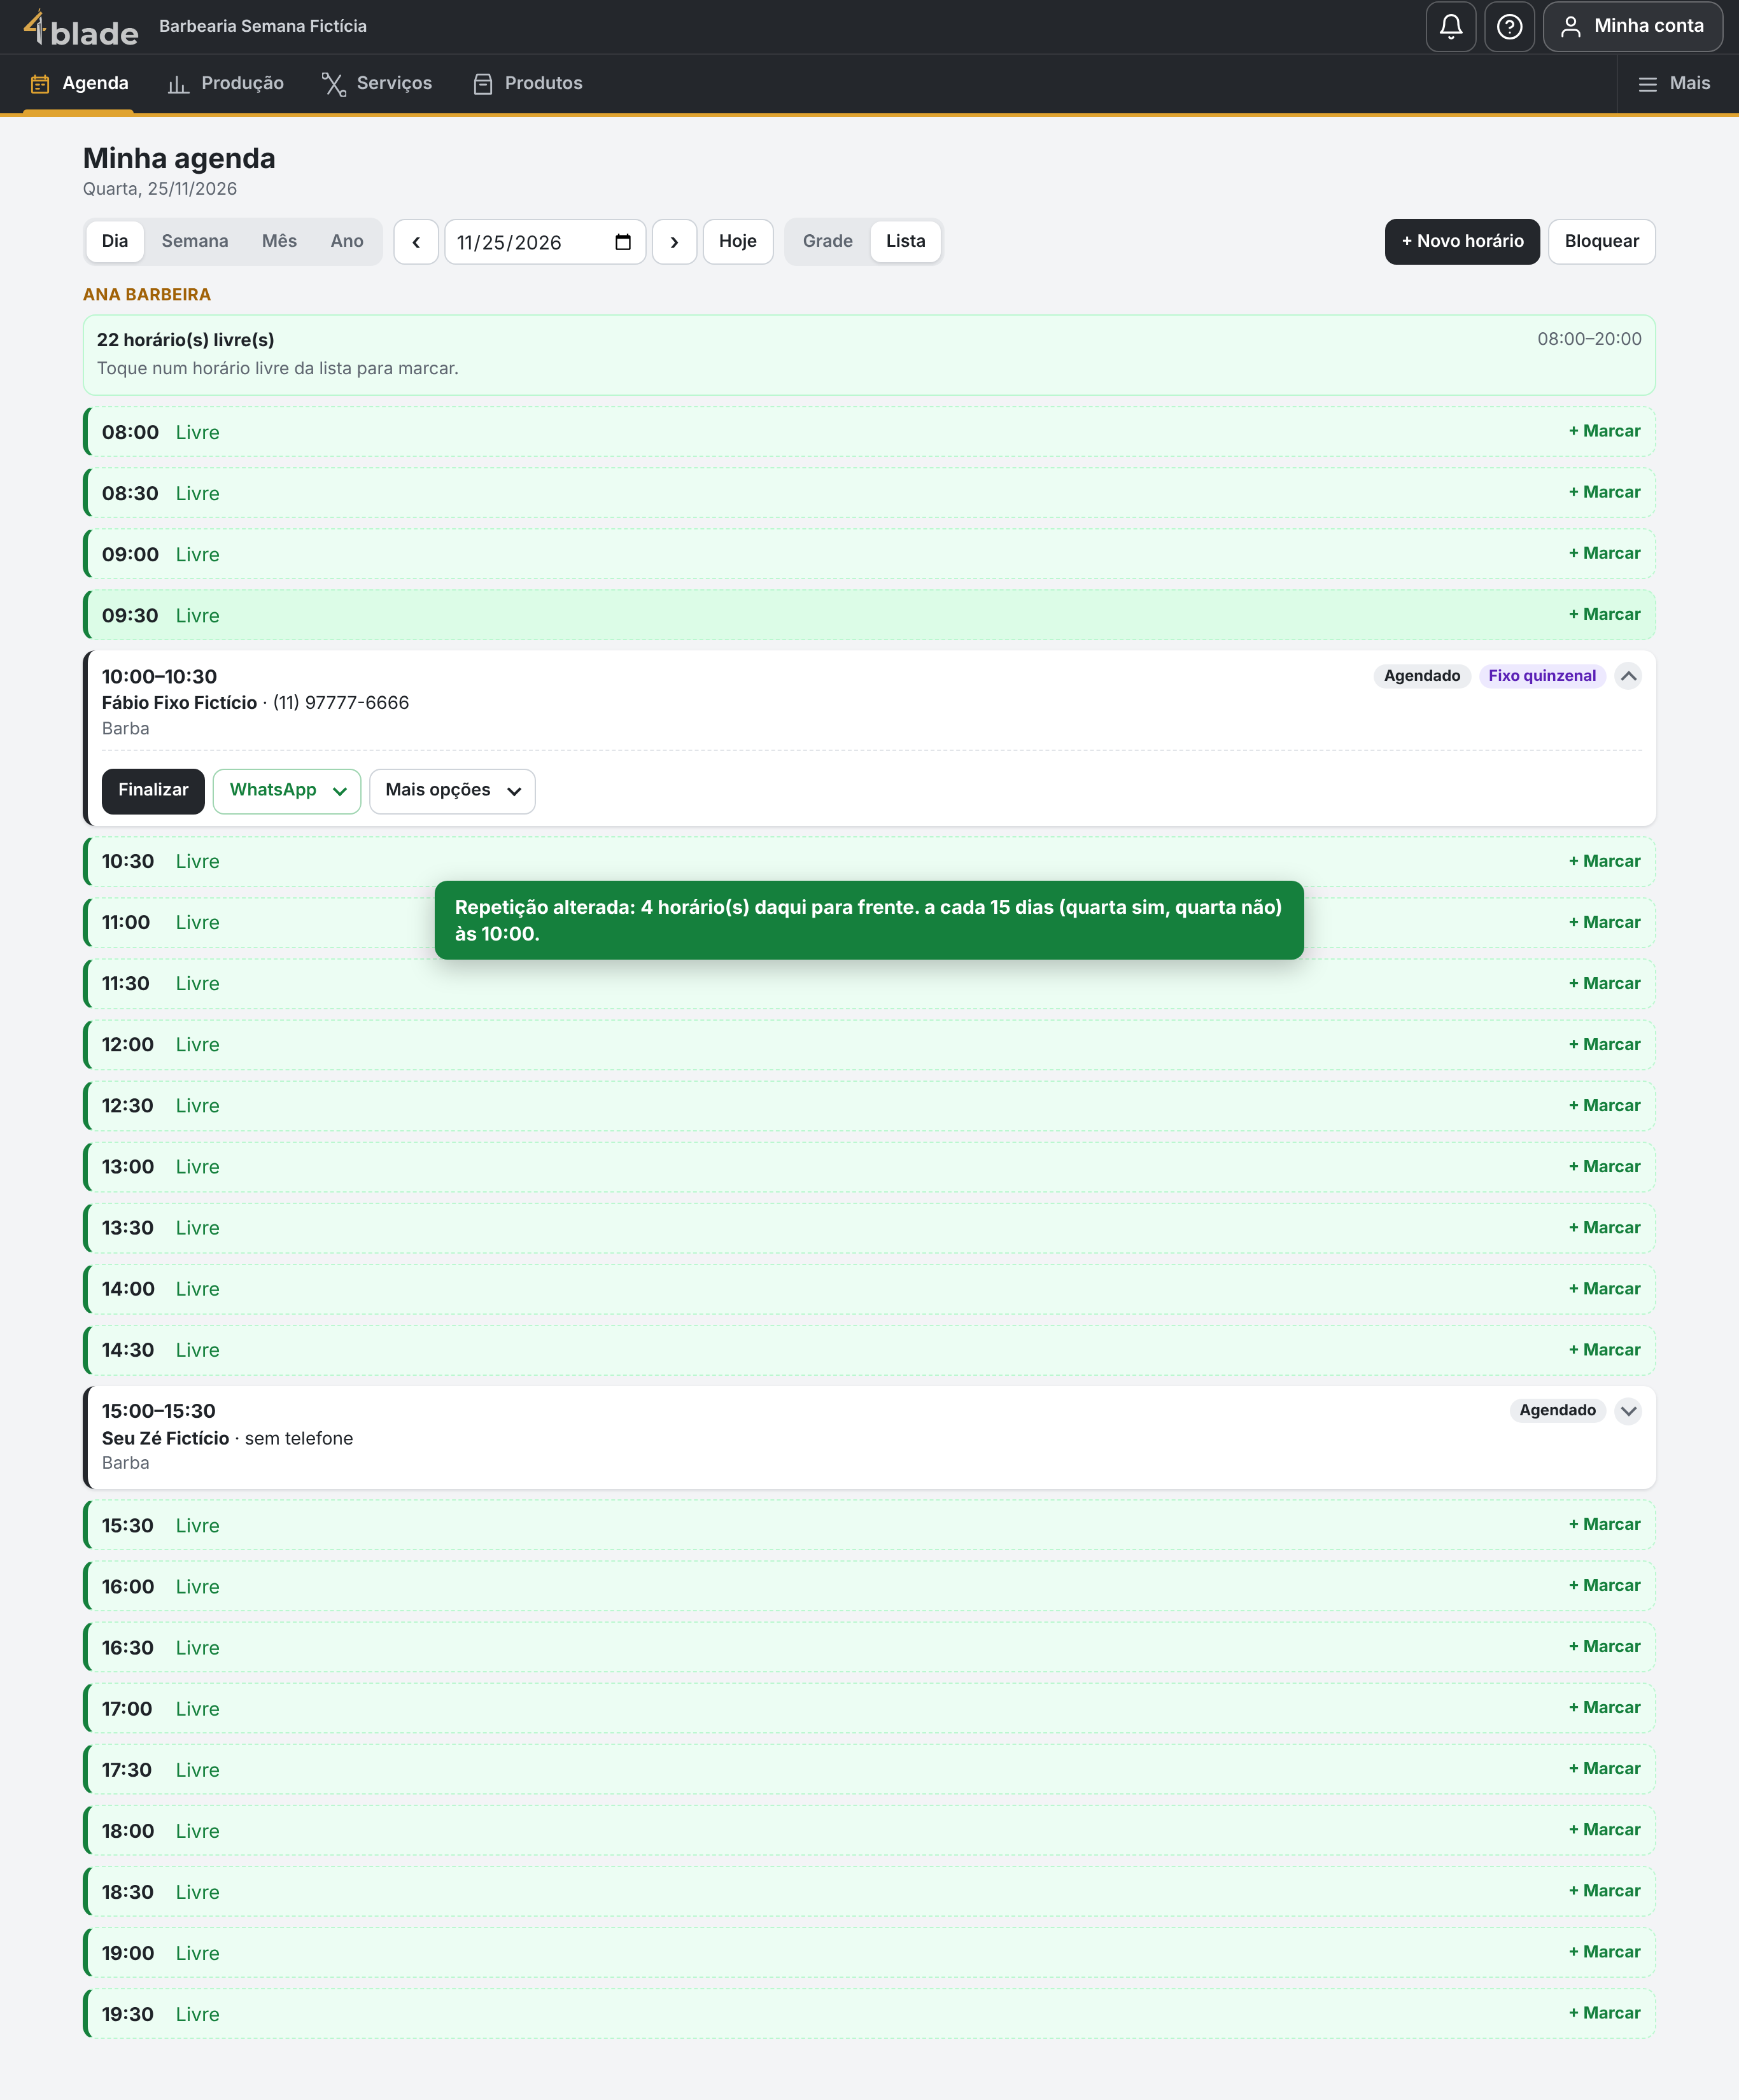 4blade Barbearia Semana Fictícia Minha conta
Agenda Produção Serviços Produtos Mais
Minha agenda
Quarta, 25/11/2026
Dia Semana Mês Ano ‹ 11/25/2026 › Hoje Grade Lista + Novo horário Bloquear
ANA BARBEIRA
22 horário(s) livre(s) 08:00–20:00
Toque num horário livre da lista para marcar.
08:00 Livre + Marcar
08:30 Livre + Marcar
09:00 Livre + Marcar
09:30 Livre + Marcar
10:00–10:30 Agendado Fixo quinzenal
Fábio Fixo Fictício · (11) 97777-6666
Barba
Finalizar WhatsApp Mais opções
10:30 Livre + Marcar
Repetição alterada: 4 horário(s) daqui para frente. a cada 15 dias (quarta sim, quarta não)
às 10:00.
11:00 Livre + Marcar
11:30 Livre + Marcar
12:00 Livre + Marcar
12:30 Livre + Marcar
13:00 Livre + Marcar
13:30 Livre + Marcar
14:00 Livre + Marcar
14:30 Livre + Marcar
15:00–15:30 Agendado
Seu Zé Fictício · sem telefone
Barba
15:30 Livre + Marcar
16:00 Livre + Marcar
16:30 Livre + Marcar
17:00 Livre + Marcar
17:30 Livre + Marcar
18:00 Livre + Marcar
18:30 Livre + Marcar
19:00 Livre + Marcar
19:30 Livre + Marcar